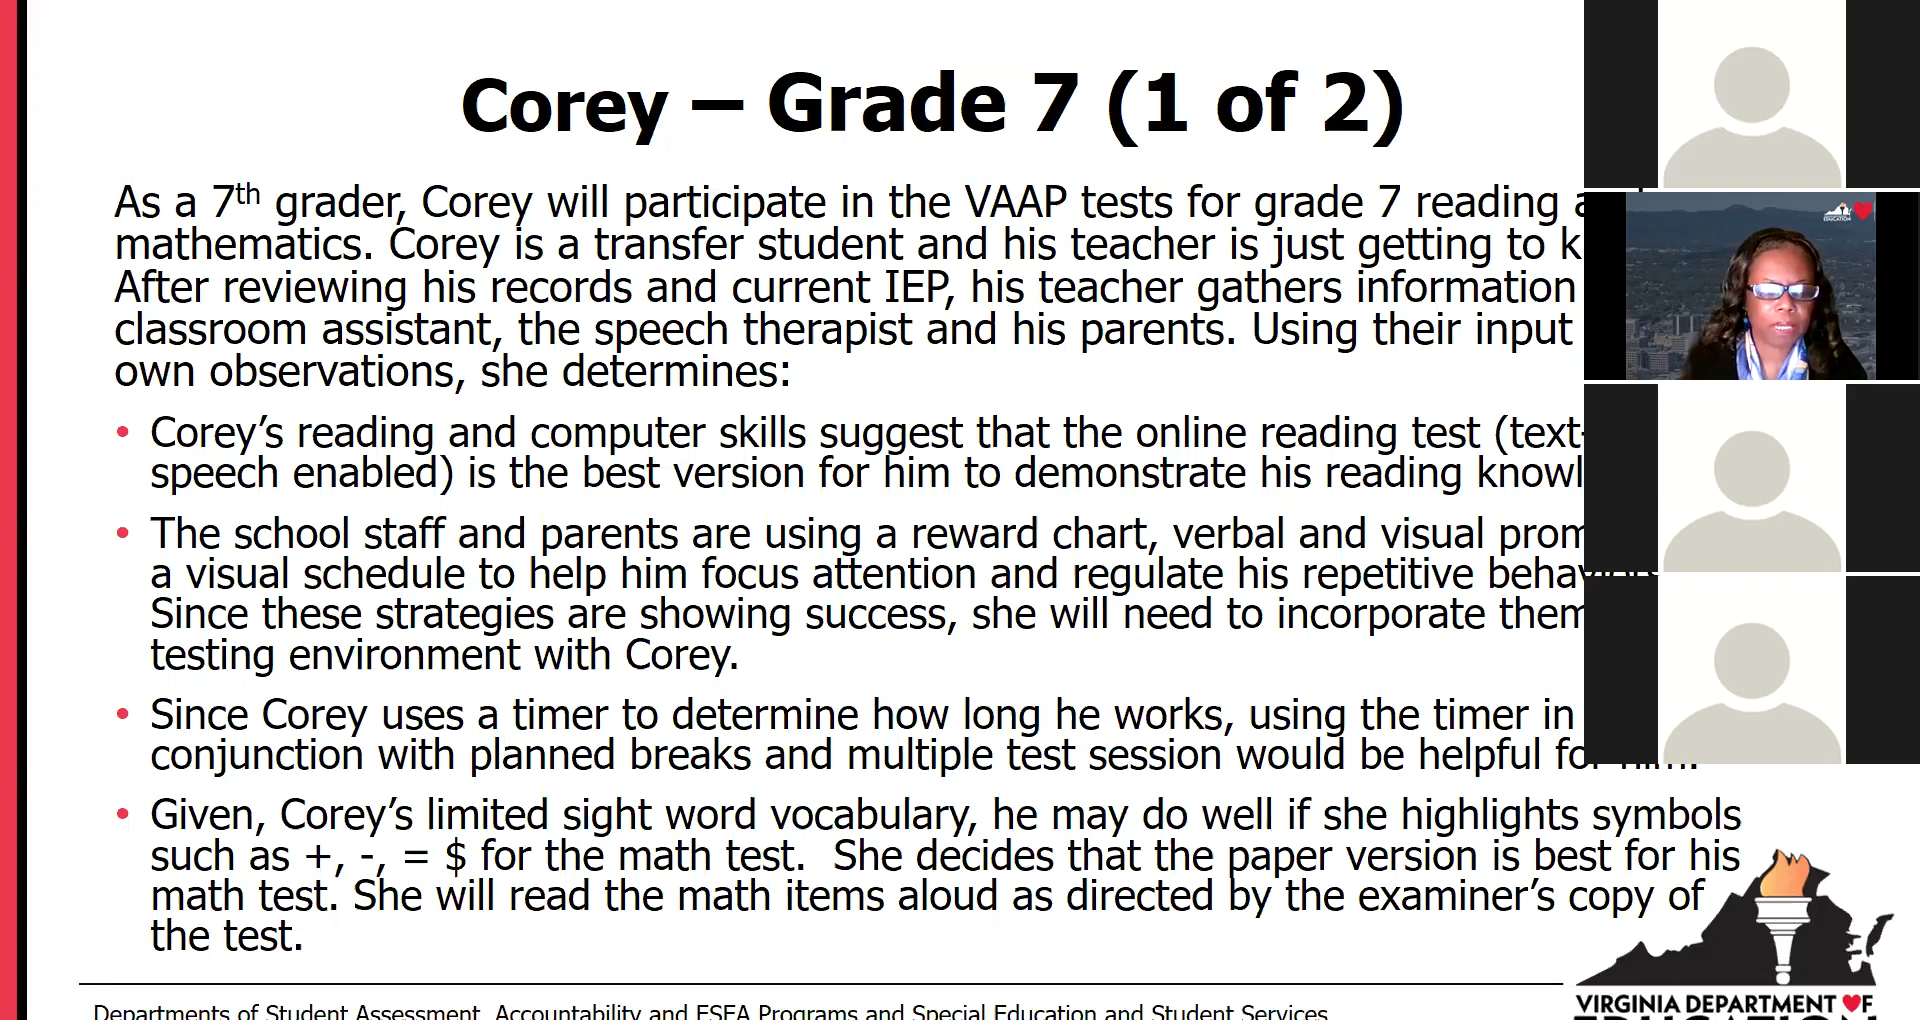 Corey – Grade 7 (1 of 2)
As a 7th grader, Corey will participate in the VAAP tests for grade 7 reading
mathematics. Corey is a transfer student and his teacher is just getting to
After reviewing his records and current IEP, his teacher gathers information
classroom assistant, the speech therapist and his parents. Using their input
own observations, she determines:
• Corey’s reading and computer skills suggest that the online reading test (text-
speech enabled) is the best version for him to demonstrate his reading
• The school staff and parents are using a reward chart, verbal and visual
a visual schedule to help him focus attention and regulate his repetitive behaviors.
Since these strategies are showing success, she will need to incorporate them
testing environment with Corey.
• Since Corey uses a timer to determine how long he works, using the timer in
conjunction with planned breaks and multiple test session would be helpful for him.
• Given, Corey’s limited sight word vocabulary, he may do well if she highlights symbols
such as +, -, = $ for the math test. She decides that the paper version is best for his
math test. She will read the math items aloud as directed by the examiner’s copy of
the test.
Departments of Student Assessment, Accountability and ESEA Programs and Special Education and Student Services
VIRGINIA DEPARTMENT OF
EDUCATION
EDUCATION